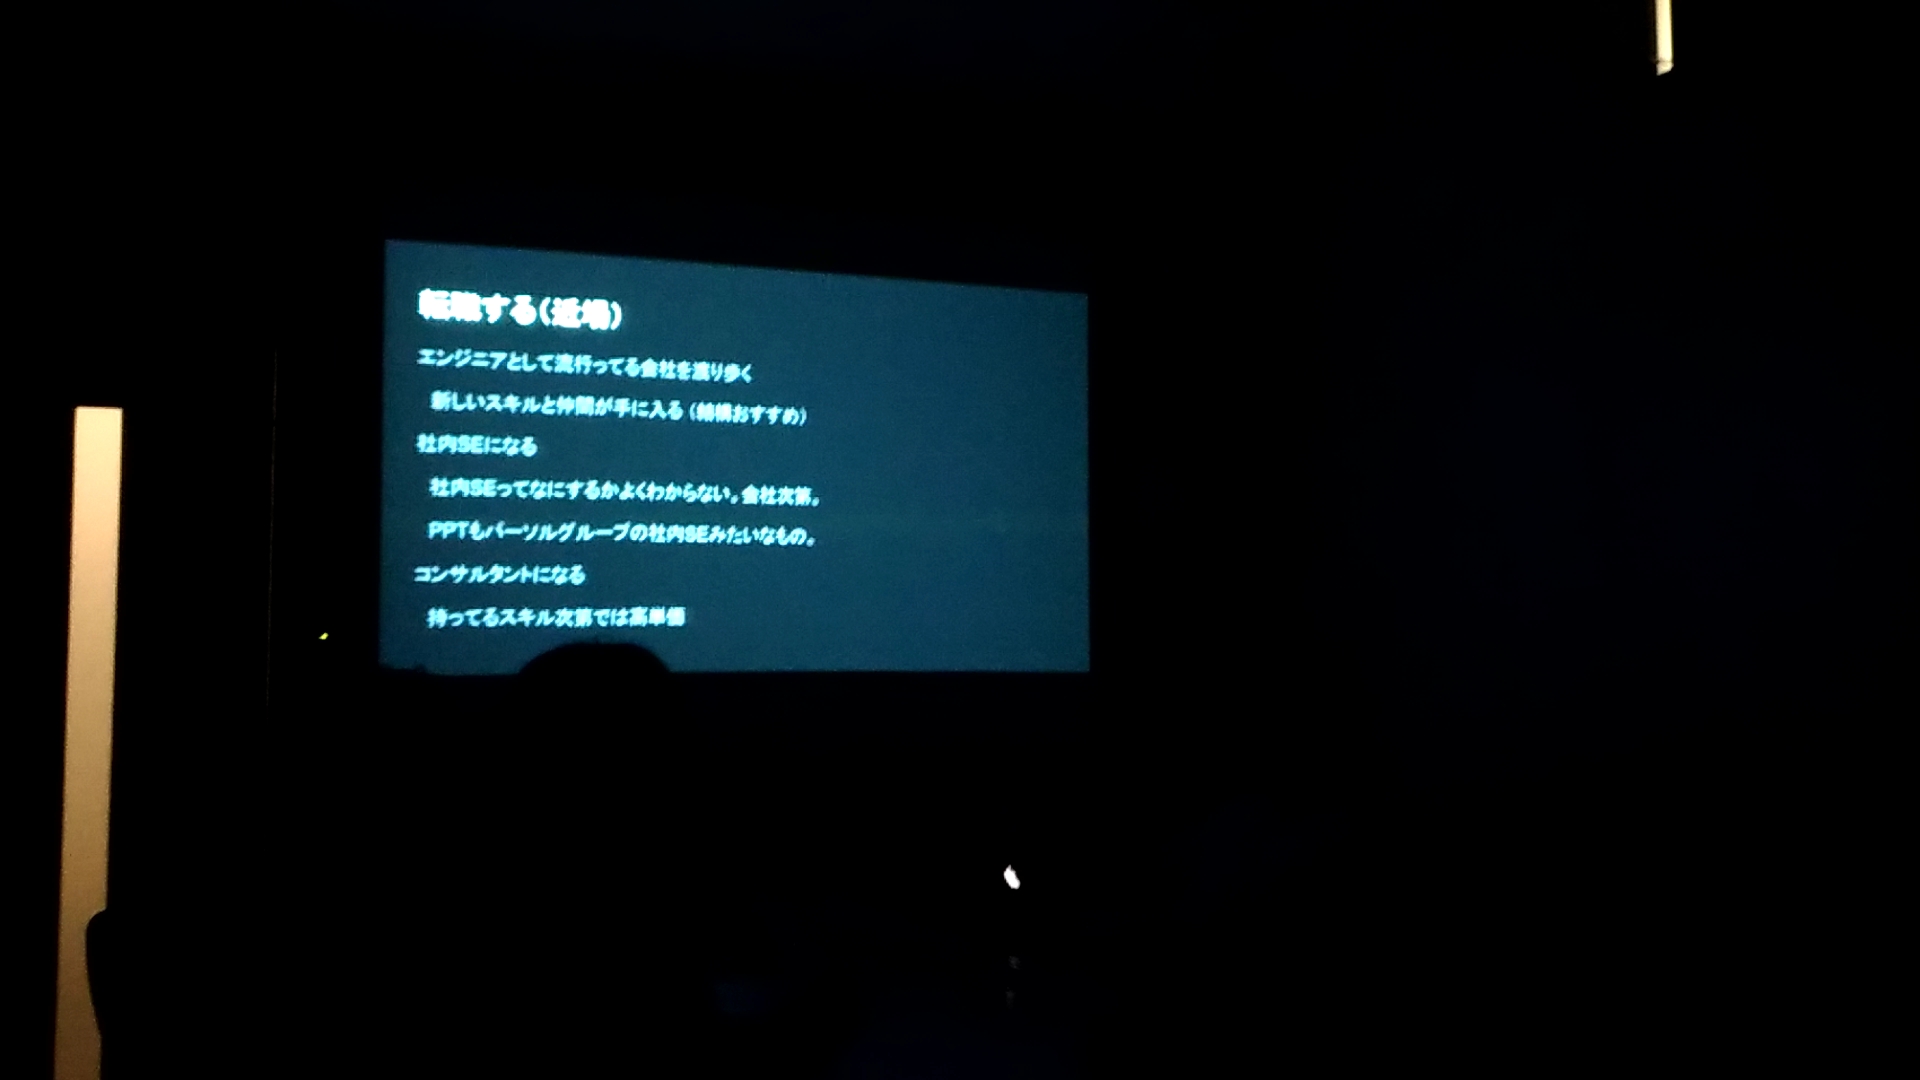 転職する(近場)
エンジニアとして流行ってる会社を渡り歩く
新しいスキルと仲間が手に入る(結構おすすめ)
社内SEになる
社内SEってなにするかよくわからない。会社次第。
PPTもパーソルグループの社内SEみたいなもの。
コンサルタントになる
持ってるスキル次第では高単価